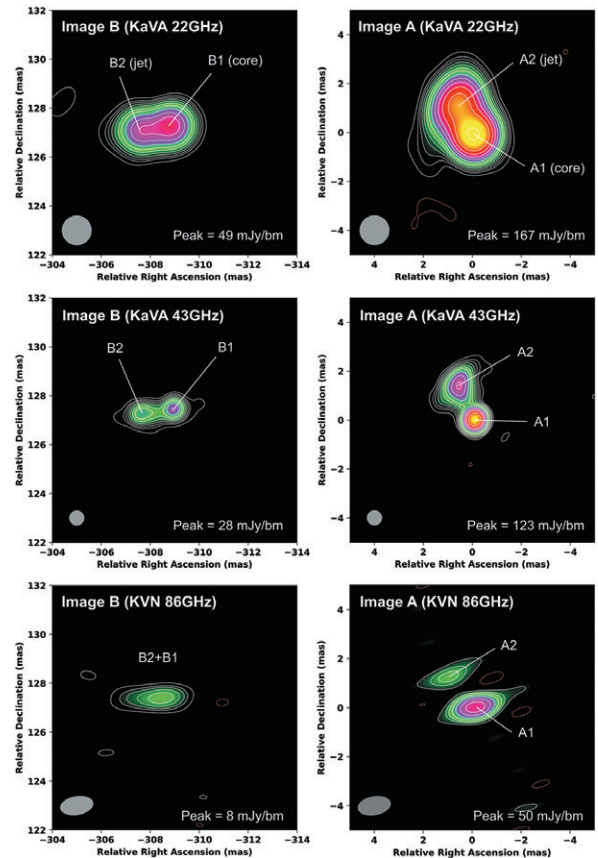 Image B (KaVA 22GHz)
B2 (jet)
B1 (core)
Peak = 49 mJy/bm
Relative Declination (mas)
132
130
128
126
124
122
−304
−306
−308
−310
−312
−314
Relative Right Ascension (mas)
Image A (KaVA 22GHz)
A2 (jet)
A1 (core)
Peak = 167 mJy/bm
Relative Declination (mas)
4
2
0
−2
−4
4
2
0
−2
−4
Relative Right Ascension (mas)
Image B (KaVA 43GHz)
B2
B1
Peak = 28 mJy/bm
Relative Declination (mas)
132
130
128
126
124
122
−304
−306
−308
−310
−312
−314
Relative Right Ascension (mas)
Image A (KaVA 43GHz)
A2
A1
Peak = 123 mJy/bm
Relative Declination (mas)
4
2
0
−2
−4
4
2
0
−2
−4
Relative Right Ascension (mas)
Image B (KVN 86GHz)
B2+B1
Peak = 8 mJy/bm
Relative Declination (mas)
132
130
128
126
124
122
−304
−306
−308
−310
−312
−314
Relative Right Ascension (mas)
Image A (KVN 86GHz)
A2
A1
Peak = 50 mJy/bm
Relative Declination (mas)
4
2
0
−2
−4
4
2
0
−2
−4
Relative Right Ascension (mas)